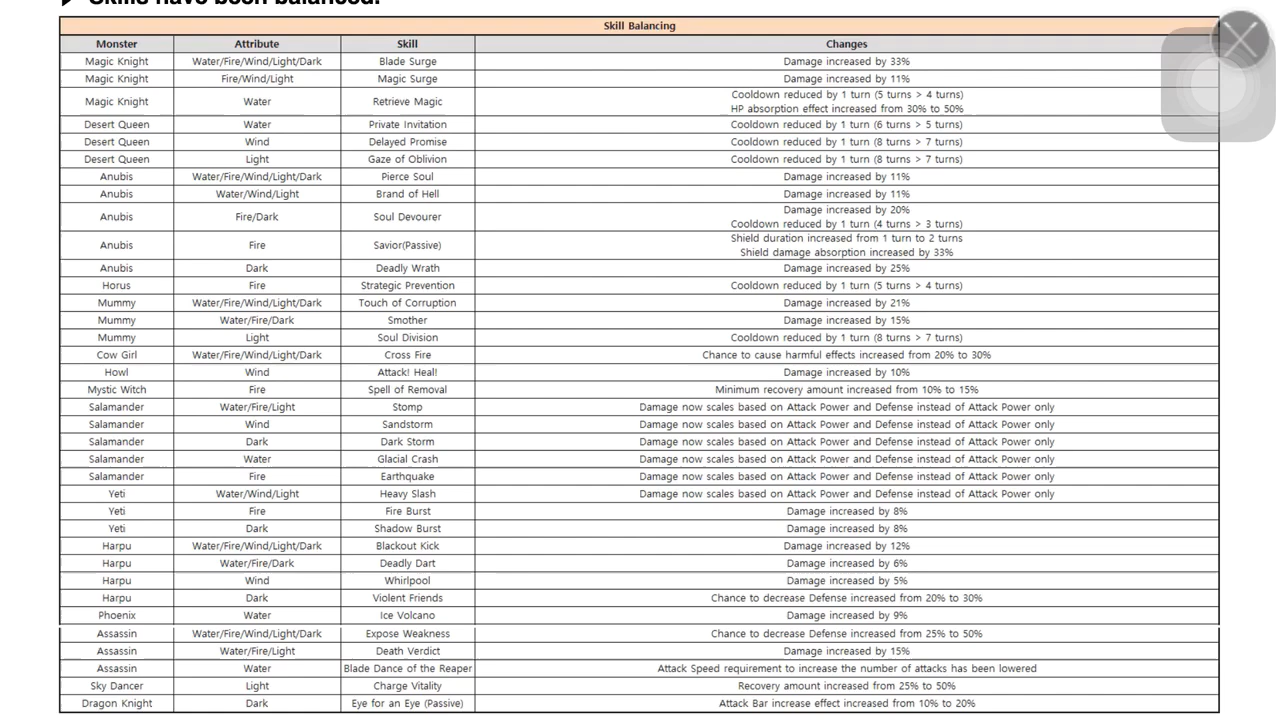 Skills have been balanced.
Skill Balancing
Monster Attribute Skill Changes
Magic Knight Water/Fire/Wind/Light/Dark Blade Surge Damage increased by 33%
Magic Knight Fire/Wind/Light Magic Surge Damage increased by 11%
Magic Knight Water Retrieve Magic Cooldown reduced by 1 turn (5 turns > 4 turns)
HP absorption effect increased from 30% to 50%
Desert Queen Water Private Invitation Cooldown reduced by 1 turn (6 turns > 5 turns)
Desert Queen Wind Delayed Promise Cooldown reduced by 1 turn (8 turns > 7 turns)
Desert Queen Light Gaze of Oblivion Cooldown reduced by 1 turn (8 turns > 7 turns)
Anubis Water/Fire/Wind/Light/Dark Pierce Soul Damage increased by 11%
Anubis Water/Wind/Light Brand of Hell Damage increased by 11%
Anubis Fire/Dark Soul Devourer Damage increased by 20%
Cooldown reduced by 1 turn (4 turns > 3 turns)
Anubis Fire Savior(Passive) Shield duration increased from 1 turn to 2 turns
Shield damage absorption increased by 33%
Anubis Dark Deadly Wrath Damage increased by 25%
Horus Fire Strategic Prevention Cooldown reduced by 1 turn (5 turns > 4 turns)
Mummy Water/Fire/Wind/Light/Dark Touch of Corruption Damage increased by 21%
Mummy Water/Fire/Dark Smother Damage increased by 15%
Mummy Light Soul Division Cooldown reduced by 1 turn (8 turns > 7 turns)
Cow Girl Water/Fire/Wind/Light/Dark Cross Fire Chance to cause harmful effects increased from 20% to 30%
Howl Wind Attack! Heal! Damage increased by 10%
Mystic Witch Fire Spell of Removal Minimum recovery amount increased from 10% to 15%
Salamander Water/Fire/Light Stomp Damage now scales based on Attack Power and Defense instead of Attack Power only
Salamander Wind Sandstorm Damage now scales based on Attack Power and Defense instead of Attack Power only
Salamander Dark Dark Storm Damage now scales based on Attack Power and Defense instead of Attack Power only
Salamander Water Glacial Crash Damage now scales based on Attack Power and Defense instead of Attack Power only
Salamander Fire Earthquake Damage now scales based on Attack Power and Defense instead of Attack Power only
Yeti Water/Wind/Light Heavy Slash Damage now scales based on Attack Power and Defense instead of Attack Power only
Yeti Fire Fire Burst Damage increased by 8%
Yeti Dark Shadow Burst Damage increased by 8%
Harpu Water/Fire/Wind/Light/Dark Blackout Kick Damage increased by 12%
Harpu Water/Fire/Dark Deadly Dart Damage increased by 6%
Harpu Wind Whirlpool Damage increased by 5%
Harpu Dark Violent Friends Chance to decrease Defense increased from 20% to 30%
Phoenix Water Ice Volcano Damage increased by 9%
Assassin Water/Fire/Wind/Light/Dark Expose Weakness Chance to decrease Defense increased from 25% to 50%
Assassin Water/Fire/Light Death Verdict Damage increased by 15%
Assassin Water Blade Dance of the Reaper Attack Speed requirement to increase the number of attacks has been lowered
Sky Dancer Light Charge Vitality Recovery amount increased from 25% to 50%
Dragon Knight Dark Eye for an Eye (Passive) Attack Bar increase effect increased from 10% to 20%